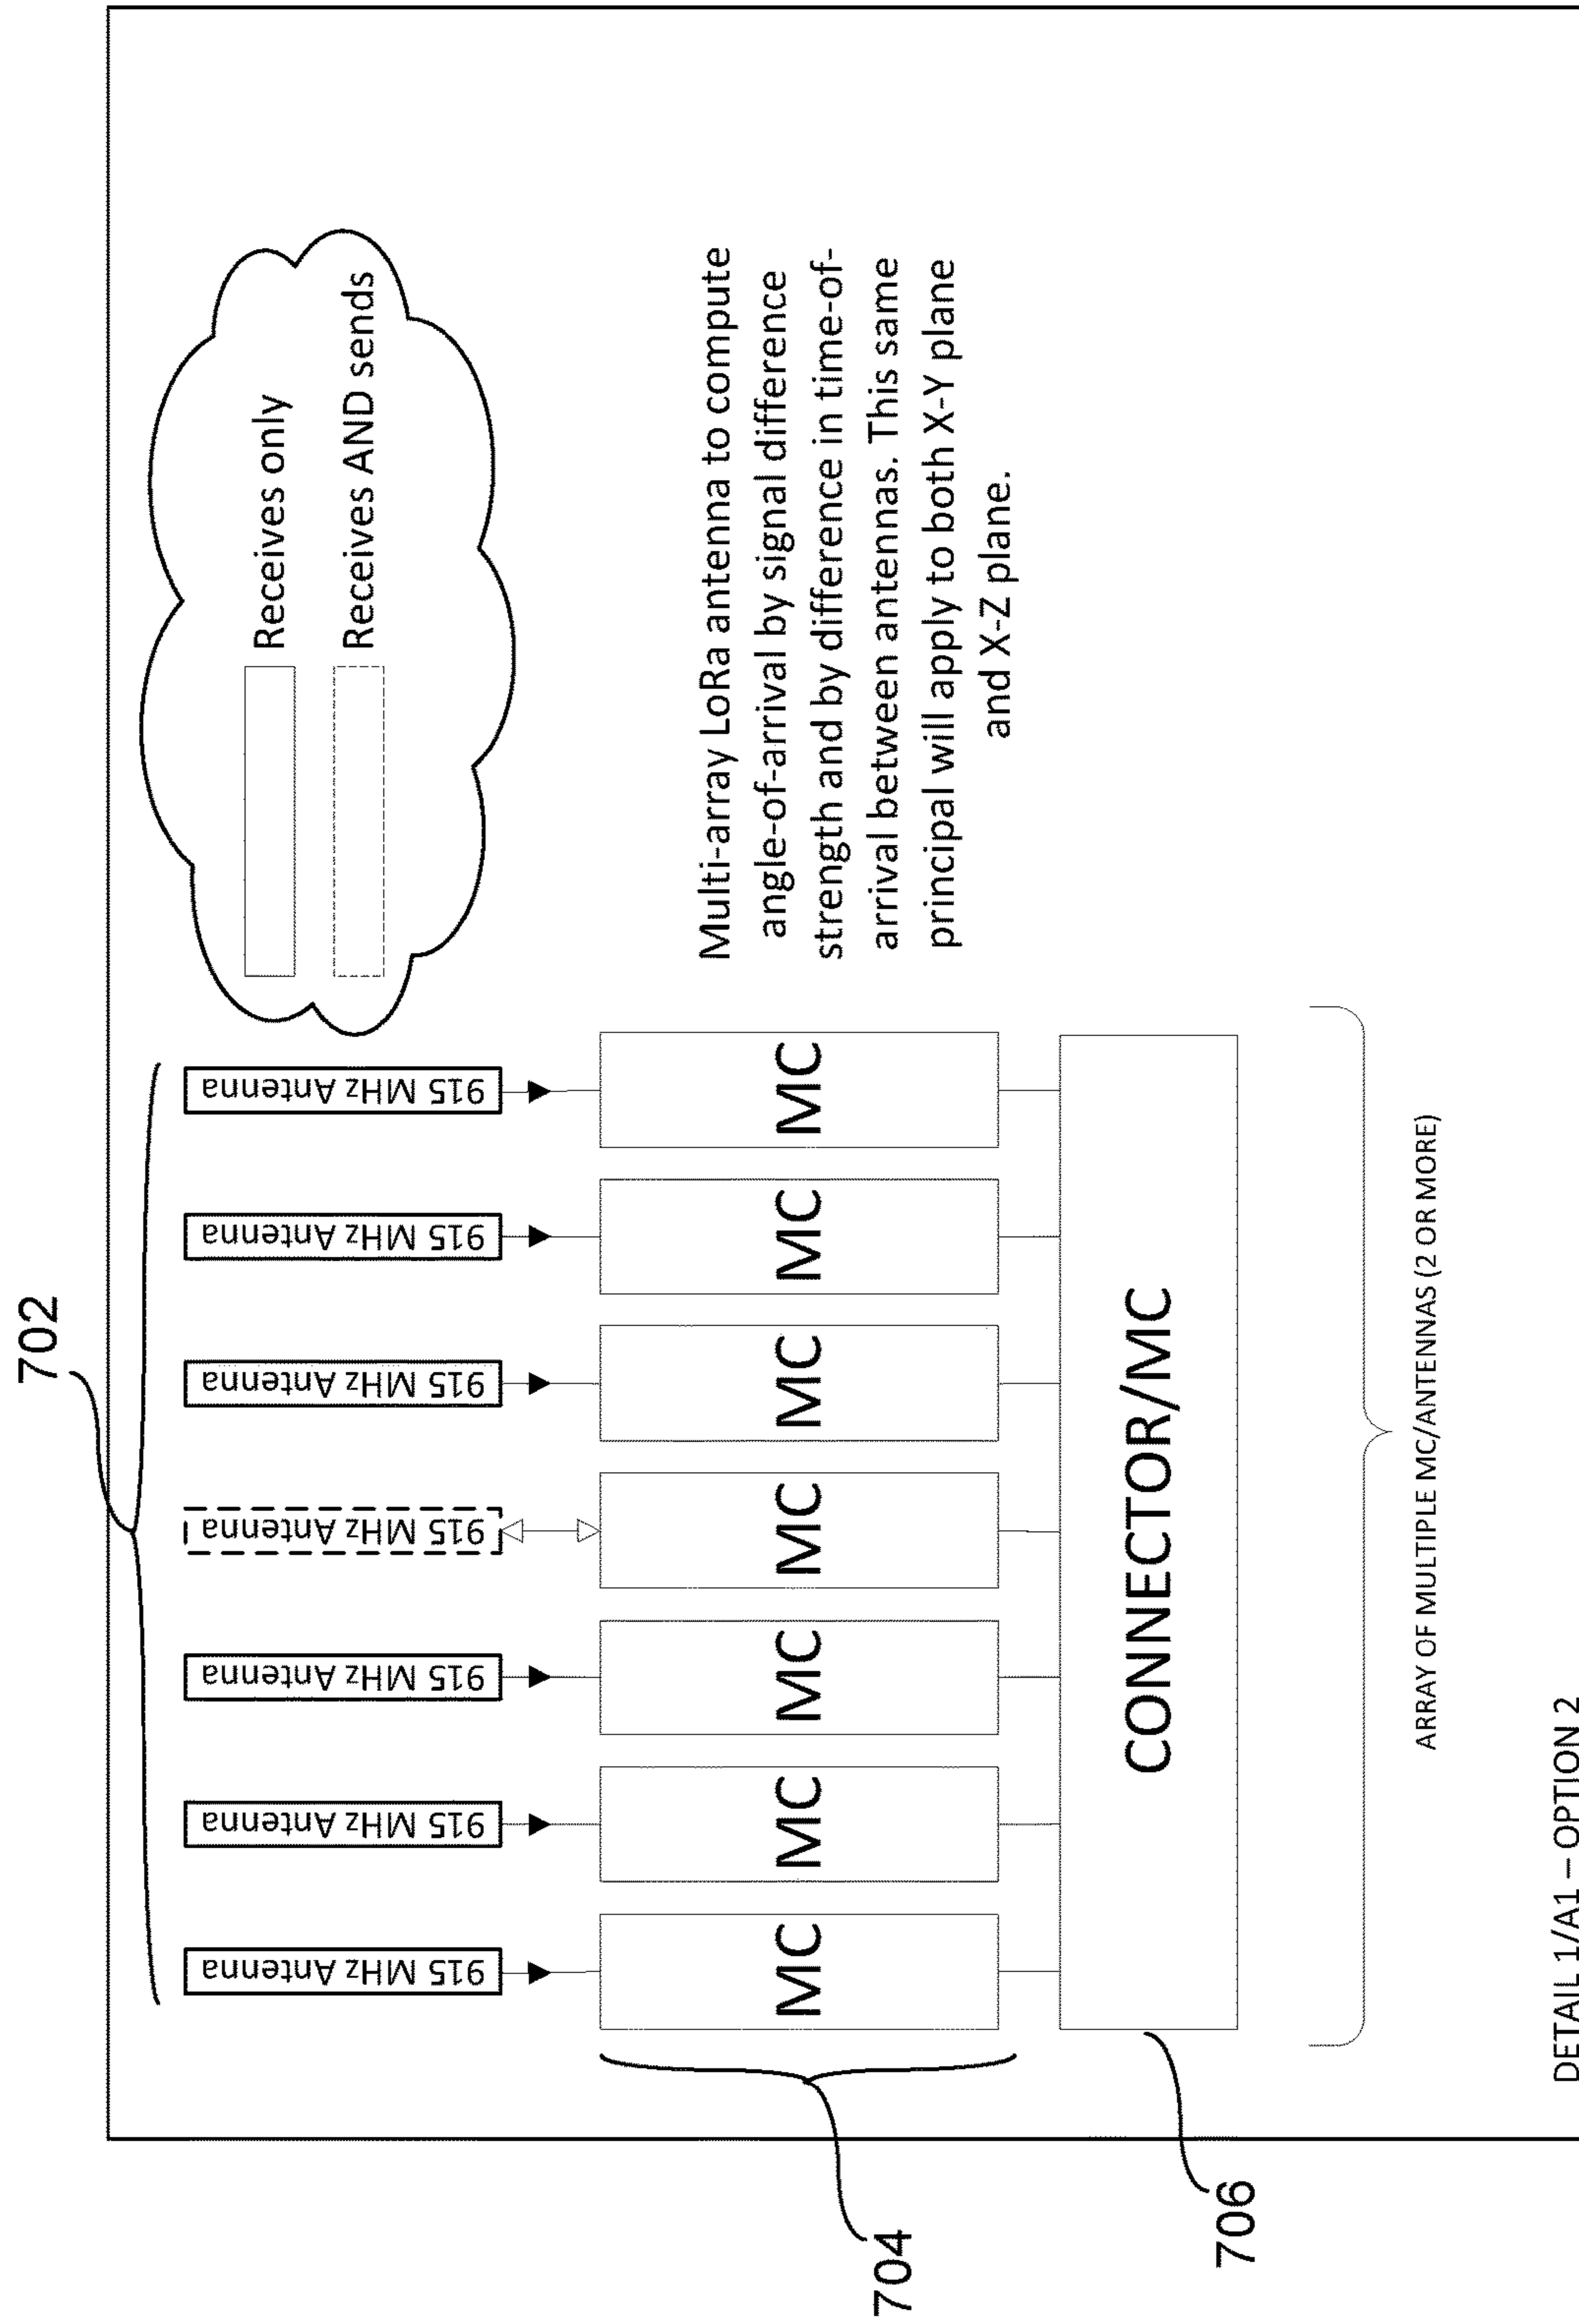 702
915 MHz Antenna
915 MHz Antenna
915 MHz Antenna
915 MHz Antenna
915 MHz Antenna
915 MHz Antenna
915 MHz Antenna
Receives only
Receives AND sends
704
MC
MC
MC
MC
MC
MC
MC
Multi-array LoRa antenna to compute
angle-of-arrival by signal difference
strength and by difference in time-of-
arrival between antennas. This same
principal will apply to both X-Y plane
and X-Z plane.
706
CONNECTOR/MC
ARRAY OF MULTIPLE MC/ANTENNAS (2 OR MORE)
DETAIL 1/A1 – OPTION 2